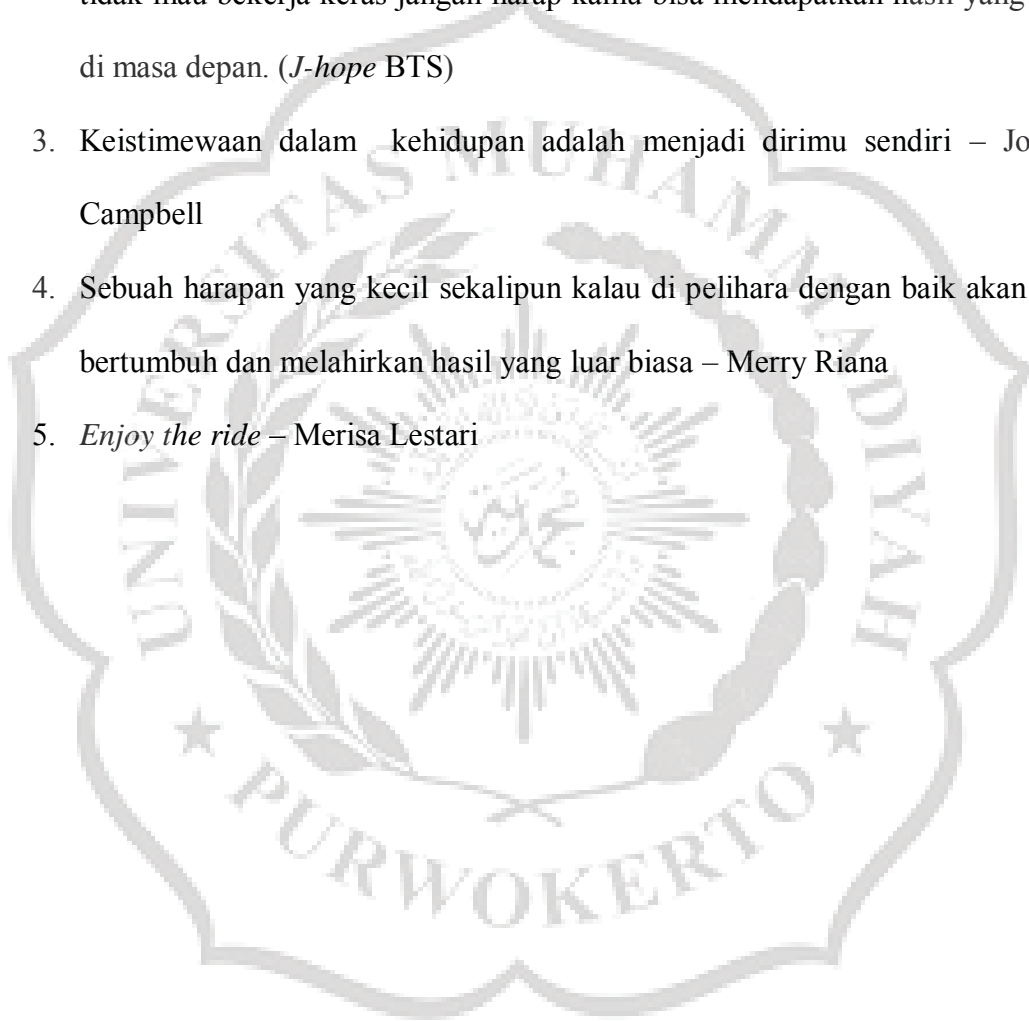 tidak mau bekerja keras jangan harap kamu bisa mendapatkan hasil yang
di masa depan. (J-hope BTS)
3. Keistimewaan dalam kehidupan adalah menjadi dirimu sendiri – Jo
Campbell
4. Sebuah harapan yang kecil sekalipun kalau di pelihara dengan baik akan
bertumbuh dan melahirkan hasil yang luar biasa – Merry Riana
5. Enjoy the ride – Merisa Lestari
UNIVERSITAS MUHAMMADIYAH
PURWOKERTO